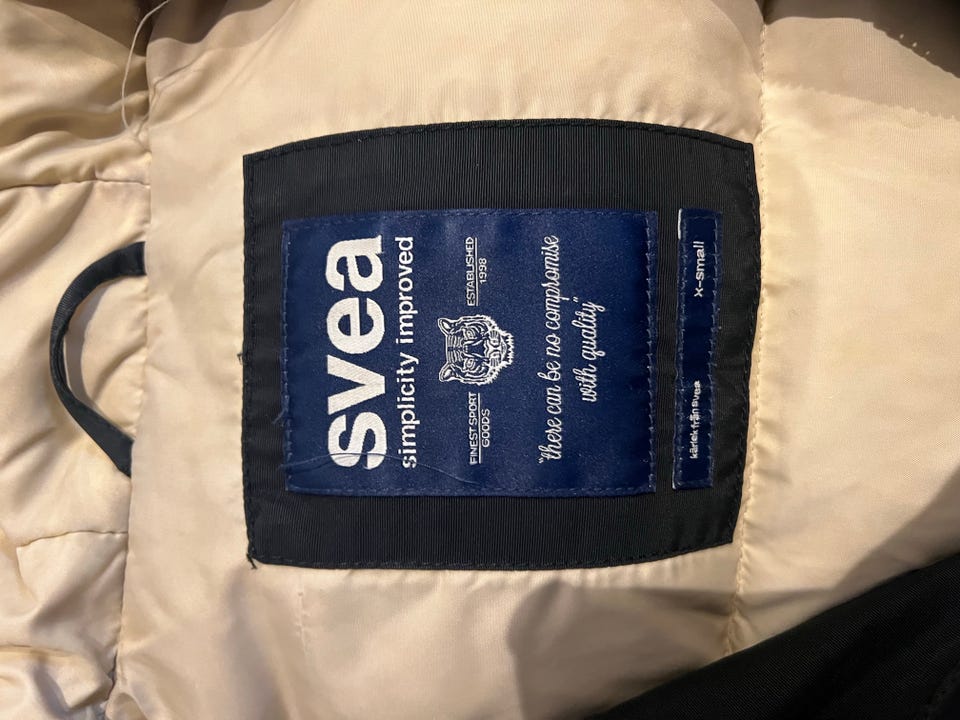 svea
simplicity improved
FINEST SPORT
GOODS
ESTABLISHED
1998
"there can be no compromise
with quality"
kärlek från svea
x-small